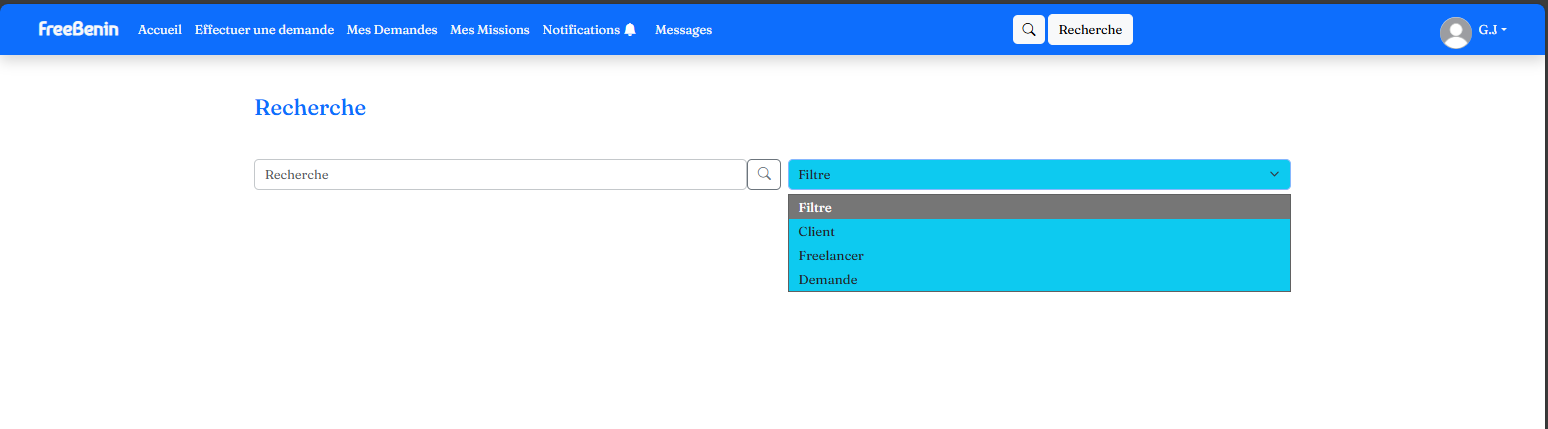 FreeBenin Accueil Effectuer une demande Mes Demandes Mes Missions Notifications Messages Recherche G.J
Recherche
Recherche Filtre
Filtre
Client
Freelancer
Demande